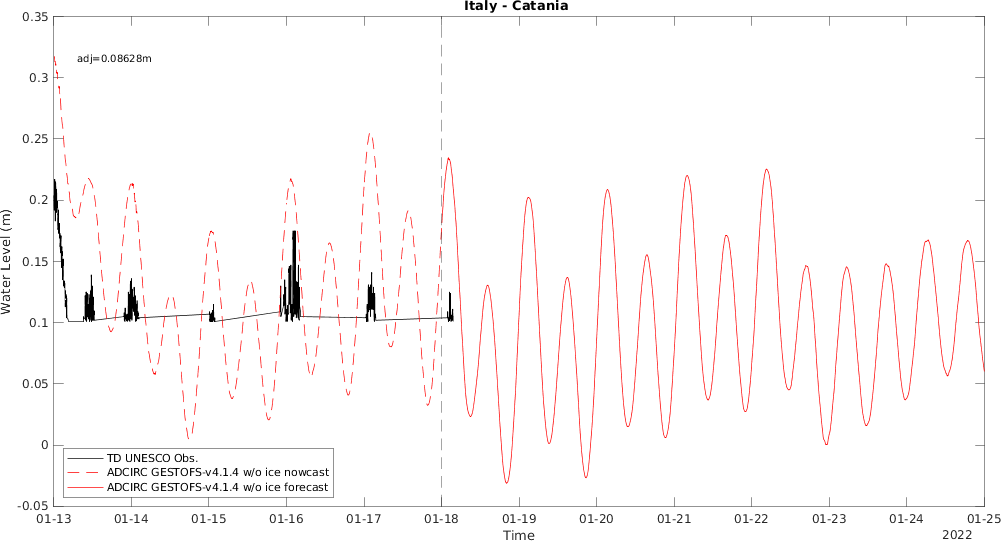 Italy - Catania
0.35
adj=0.08628m
0.3
0.25
0.2
0.15
0.1
0.05
0
-0.05
Water Level (m)
TD UNESCO Obs.
ADCIRC GESTOFS-v4.1.4 w/o ice nowcast
ADCIRC GESTOFS-v4.1.4 w/o ice forecast
01-13 01-14 01-15 01-16 01-17 01-18 01-19 01-20 01-21 01-22 01-23 01-24 01-25
Time
2022